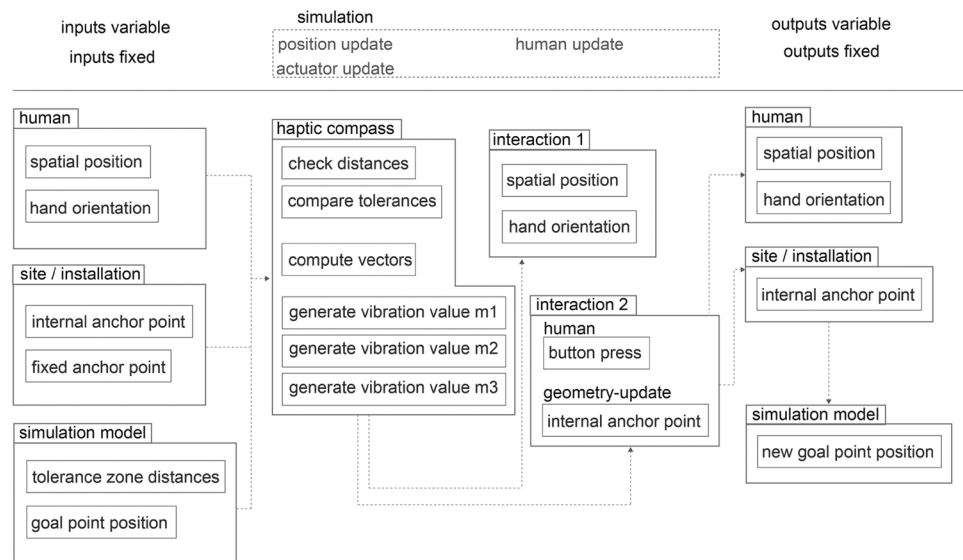 inputs variable
inputs fixed
simulation
position update
human update
actuator update
outputs variable
outputs fixed
human
spatial position
hand orientation
site / installation
internal anchor point
fixed anchor point
simulation model
tolerance zone distances
goal point position
haptic compass
check distances
compare tolerances
compute vectors
generate vibration value m1
generate vibration value m2
generate vibration value m3
interaction 1
spatial position
hand orientation
interaction 2
human
button press
geometry-update
internal anchor point
human
spatial position
hand orientation
site / installation
internal anchor point
simulation model
new goal point position